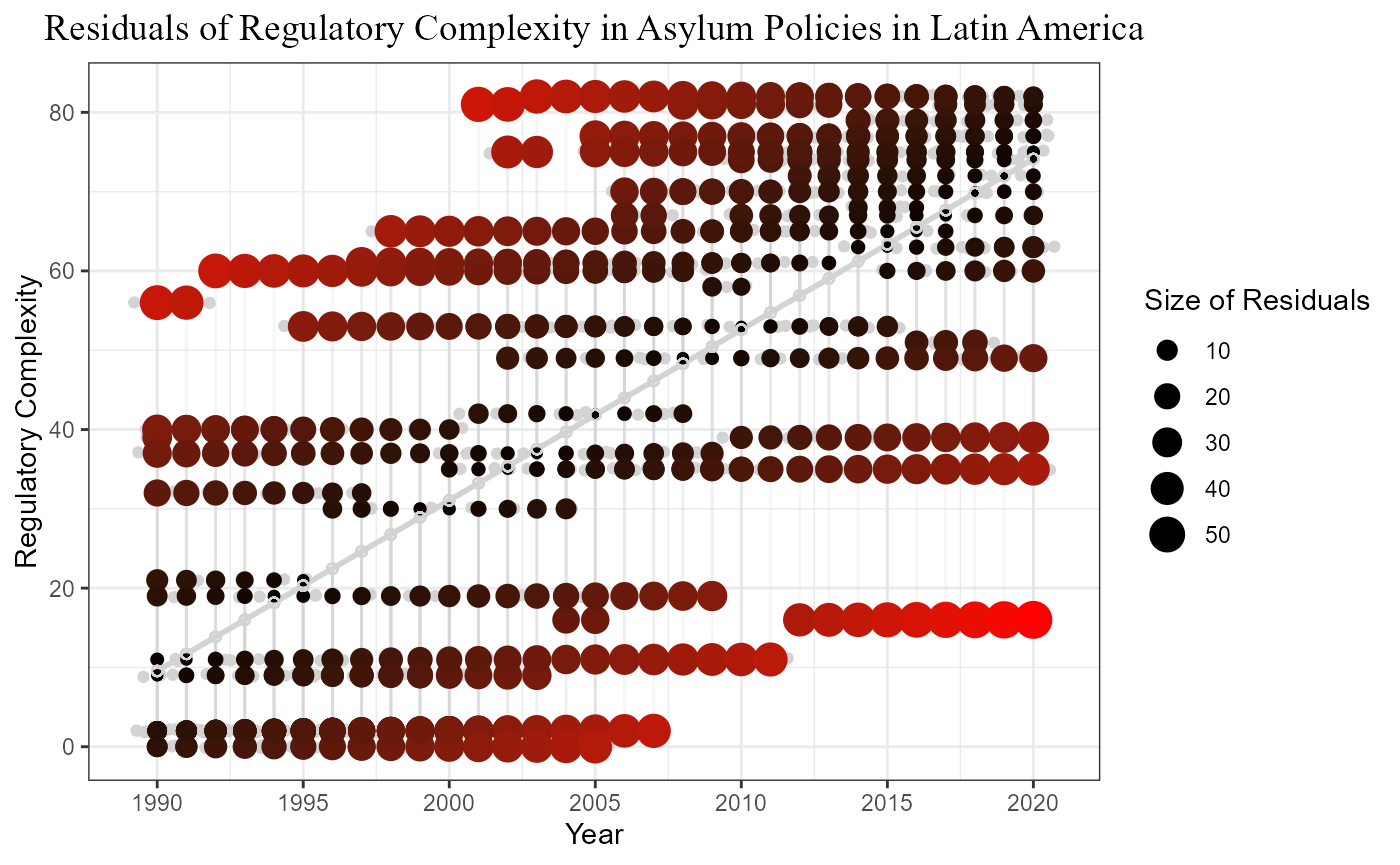 Residuals of Regulatory Complexity in Asylum Policies in Latin America
Regulatory Complexity
80
60
40
20
0
1990 1995 2000 2005 2010 2015 2020
Year
Size of Residuals
10
20
30
40
50